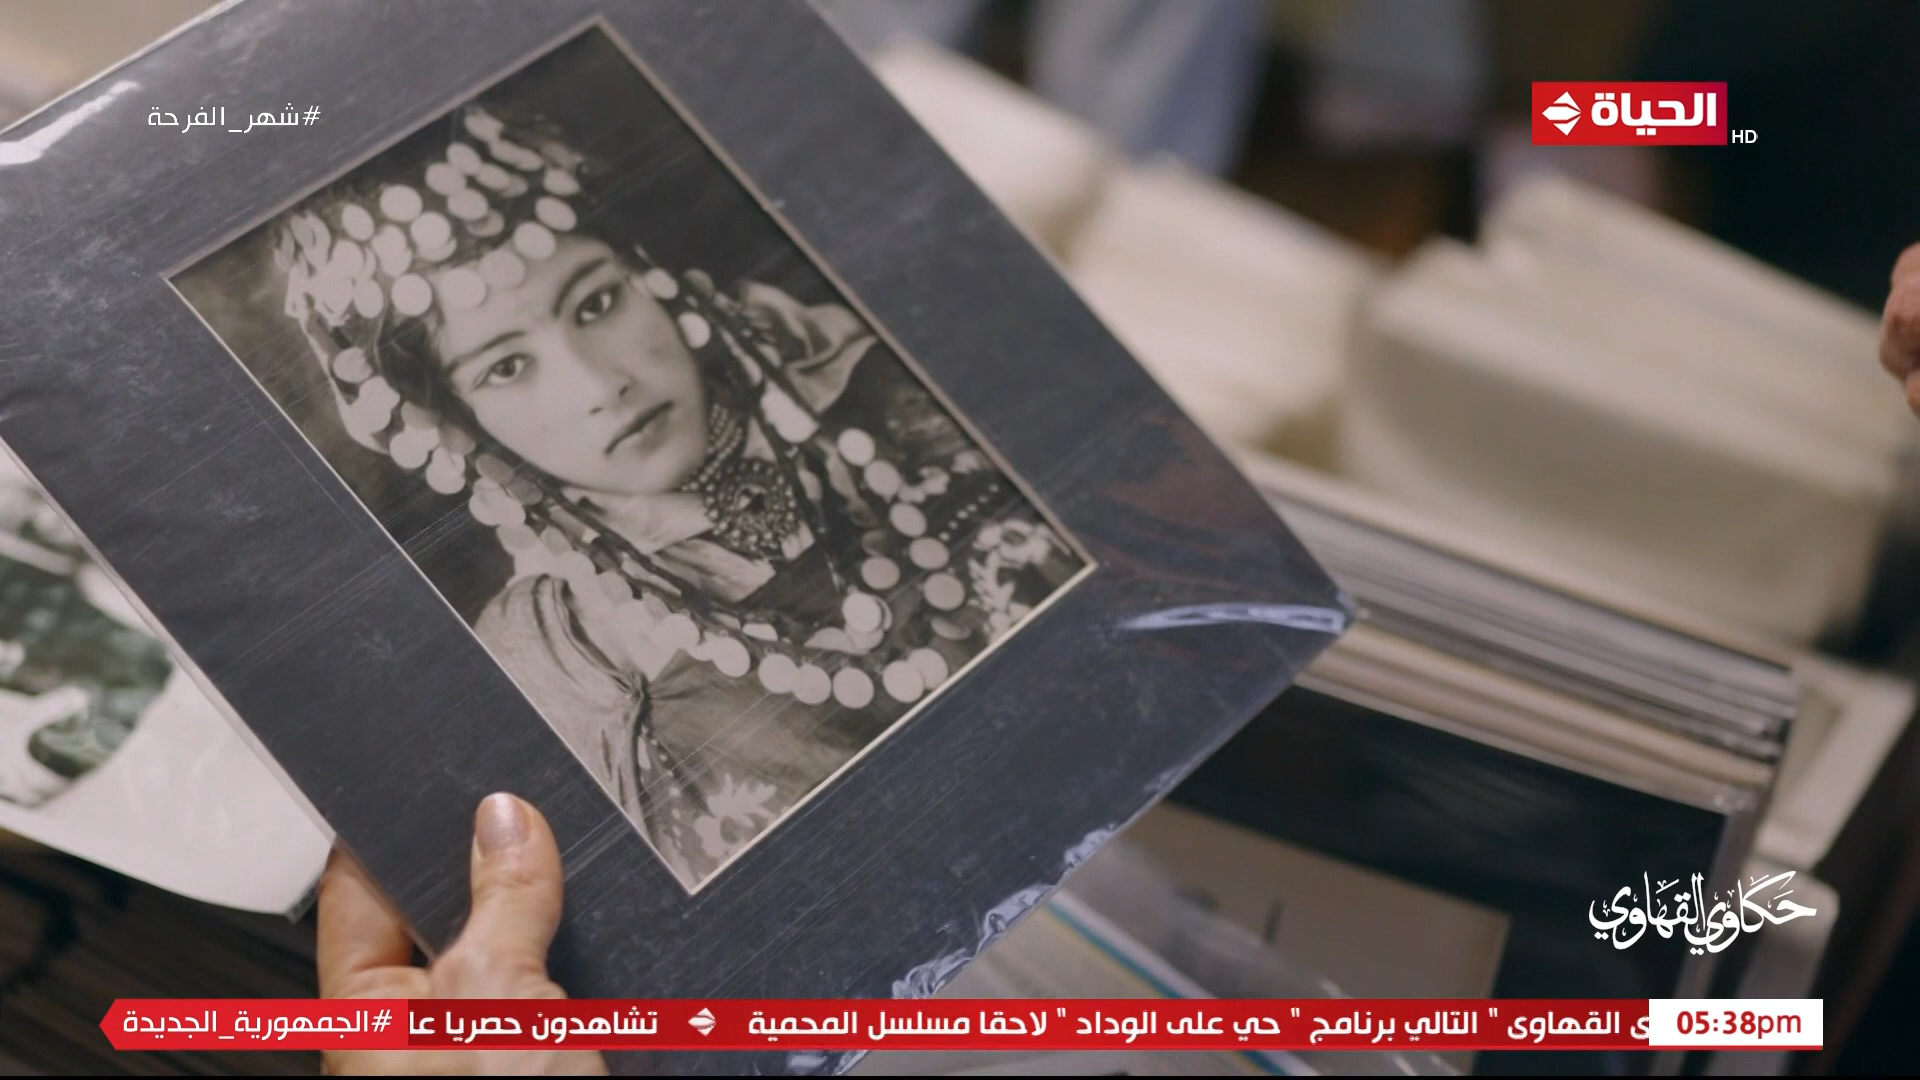 #شهر_الفرحة
الحياة
HD
حكاوي القهاوي
05:38pm
ى القهاوى " التالي برنامج " حي على الوداد " لاحقا مسلسل المحمية
تشاهدون حصريا عا
#الجمهورية_الجديدة